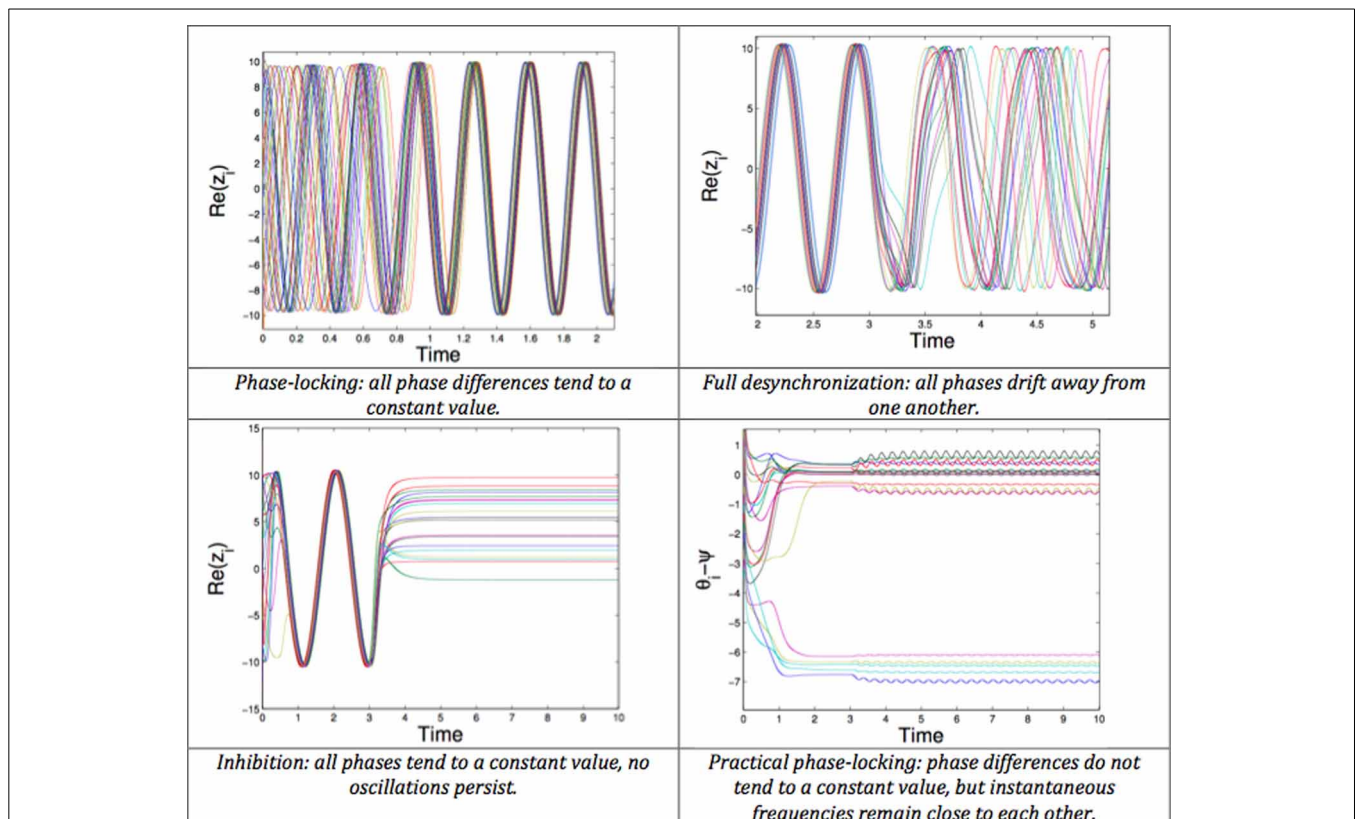 10
8
6
4
2
0
-2
-4
-6
-8
-10
Re(z_i)
0 0.2 0.4 0.6 0.8 1 1.2 1.4 1.6 1.8 2
Time
10
5
0
-5
-10
Re(z_i)
2 2.5 3 3.5 4 4.5 5
Time
Phase-locking: all phase differences tend to a
constant value.
Full desynchronization: all phases drift away from
one another.
15
10
5
0
-5
-10
-15
Re(z_i)
0 1 2 3 4 5 6 7 8 9 10
Time
1
0
-1
-2
-3
-4
-5
-6
-7
θ_i-ψ
0 1 2 3 4 5 6 7 8 9 10
Time
Inhibition: all phases tend to a constant value, no
oscillations persist.
Practical phase-locking: phase differences do not
tend to a constant value, but instantaneous
frequencies remain close to each other.